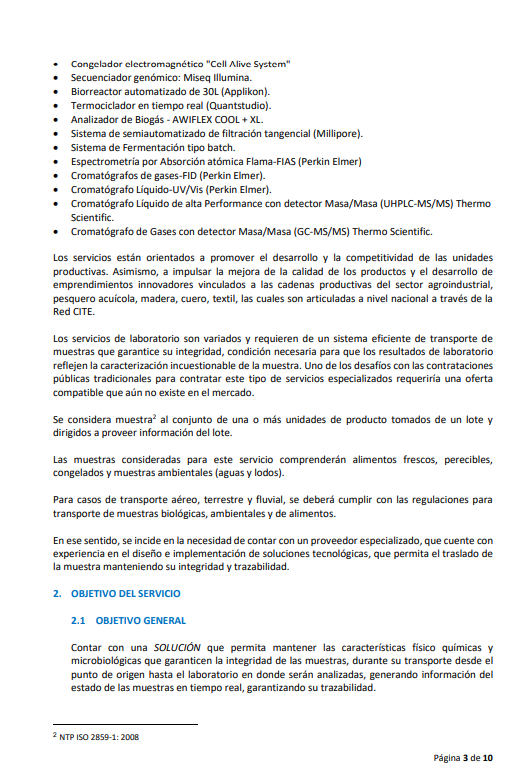 • Congelador electromagnético "Cell Alive System"
• Secuenciador genómico: Miseq Illumina.
• Biorreactor automatizado de 30L (Applikon).
• Termociclador en tiempo real (Quantstudio).
• Analizador de Biogás - AWIFLEX COOL + XL.
• Sistema de semiautomatizado de filtración tangencial (Millipore).
• Sistema de Fermentación tipo batch.
• Espectrometría por Absorción atómica Flama-FIAS (Perkin Elmer)
• Cromatógrafos de gases-FID (Perkin Elmer).
• Cromatógrafo Líquido-UV/Vis (Perkin Elmer).
• Cromatógrafo Líquido de alta Performance con detector Masa/Masa (UHPLC-MS/MS) Thermo
Scientific.
• Cromatógrafo de Gases con detector Masa/Masa (GC-MS/MS) Thermo Scientific.
Los servicios están orientados a promover el desarrollo y la competitividad de las unidades
productivas. Asimismo, a impulsar la mejora de la calidad de los productos y el desarrollo de
emprendimientos innovadores vinculados a las cadenas productivas del sector agroindustrial,
pesquero acuícola, madera, cuero, textil, las cuales son articuladas a nivel nacional a través de la
Red CITE.
Los servicios de laboratorio son variados y requieren de un sistema eficiente de transporte de
muestras que garantice su integridad, condición necesaria para que los resultados de laboratorio
reflejen la caracterización incuestionable de la muestra. Uno de los desafíos con las contrataciones
públicas tradicionales para contratar este tipo de servicios especializados requeriría una oferta
compatible que aún no existe en el mercado.
Se considera muestra² al conjunto de una o más unidades de producto tomados de un lote y
dirigidos a proveer información del lote.
Las muestras consideradas para este servicio comprenderán alimentos frescos, perecibles,
congelados y muestras ambientales (aguas y lodos).
Para casos de transporte aéreo, terrestre y fluvial, se deberá cumplir con las regulaciones para
transporte de muestras biológicas, ambientales y de alimentos.
En ese sentido, se incide en la necesidad de contar con un proveedor especializado, que cuente con
experiencia en el diseño e implementación de soluciones tecnológicas, que permita el traslado de
la muestra manteniendo su integridad y trazabilidad.
2. OBJETIVO DEL SERVICIO
2.1 OBJETIVO GENERAL
Contar con una SOLUCIÓN que permita mantener las características físico químicas y
microbiológicas que garanticen la integridad de las muestras, durante su transporte desde el
punto de origen hasta el laboratorio en donde serán analizadas, generando información del
estado de las muestras en tiempo real, garantizando su trazabilidad.
² NTP ISO 2859-1: 2008
Página 3 de 10